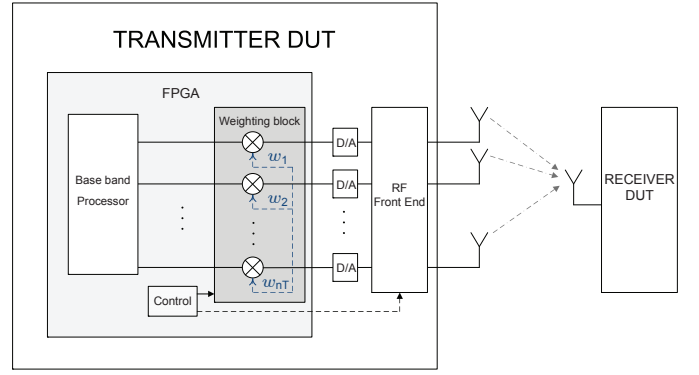 TRANSMITTER DUT
FPGA
Weighting block
Base band
Processor
w1
w2
wnT
D/A
D/A
D/A
RF
Front End
Control
RECEIVER
DUT